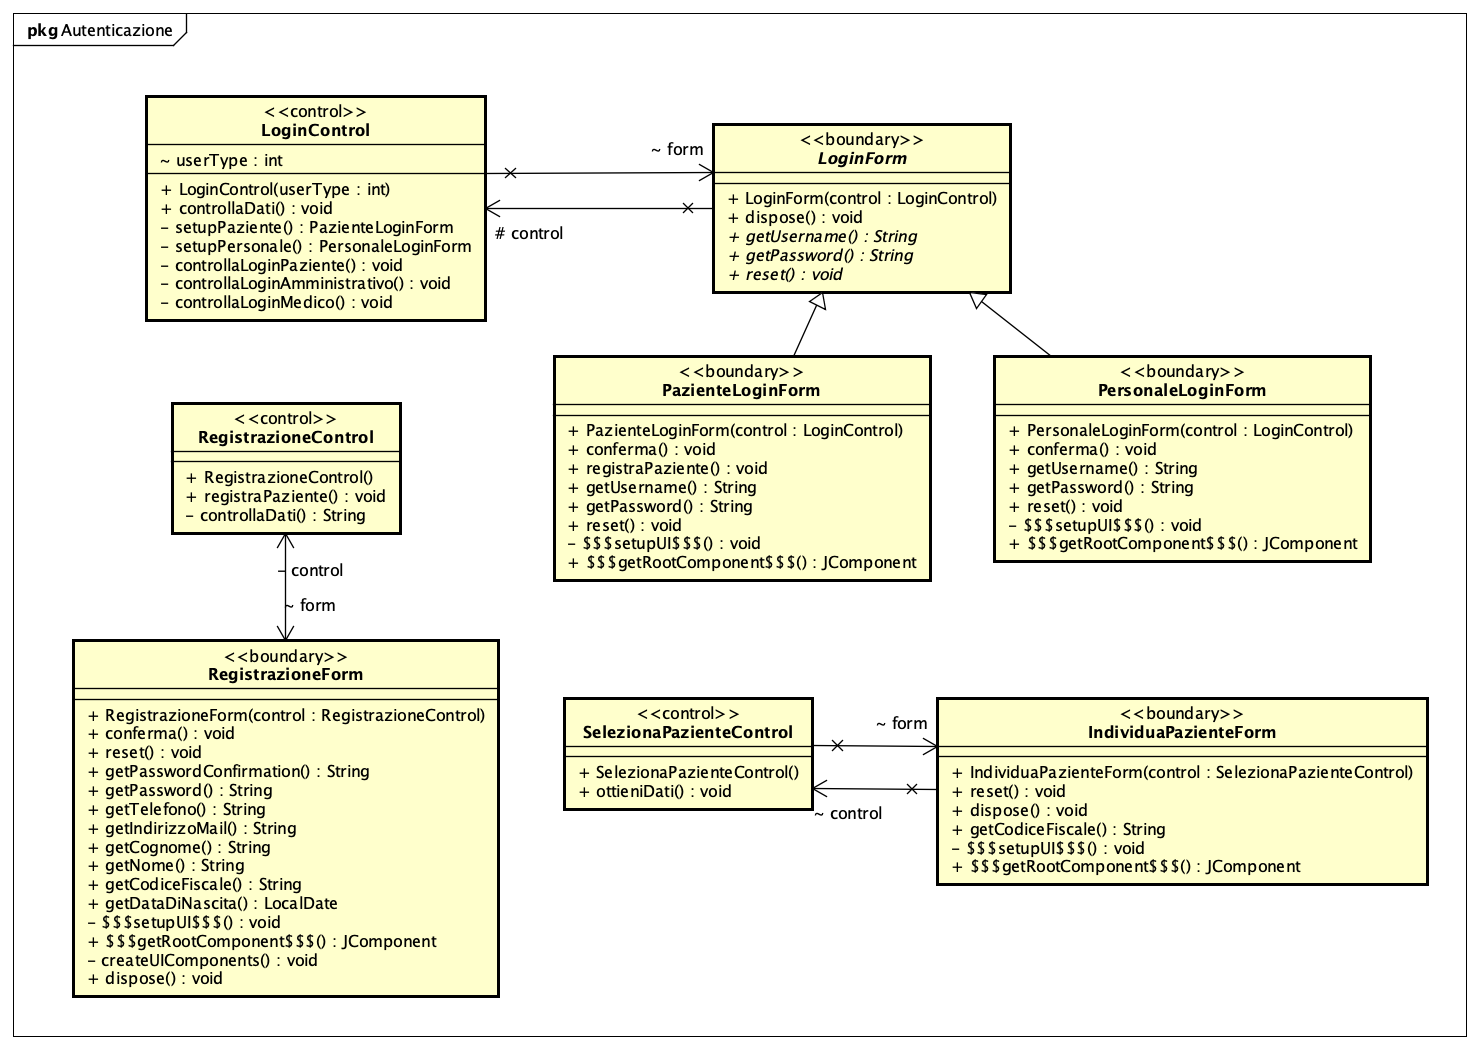 pkg Autenticazione
<<control>>
LoginControl
~ userType : int
+ LoginControl(userType : int)
+ controllaDati() : void
- setupPaziente() : PazienteLoginForm
- setupPersonale() : PersonaleLoginForm
- controllaLoginPaziente() : void
- controllaLoginAmministrativo() : void
- controllaLoginMedico() : void
~ form
# control
<<boundary>>
LoginForm
+ LoginForm(control : LoginControl)
+ dispose() : void
+ getUsername() : String
+ getPassword() : String
+ reset() : void
<<boundary>>
PazienteLoginForm
+ PazienteLoginForm(control : LoginControl)
+ conferma() : void
+ registraPaziente() : void
+ getUsername() : String
+ getPassword() : String
+ reset() : void
- $$$setupUI$$$() : void
+ $$$getRootComponent$$$() : JComponent
<<boundary>>
PersonaleLoginForm
+ PersonaleLoginForm(control : LoginControl)
+ conferma() : void
+ getUsername() : String
+ getPassword() : String
+ reset() : void
- $$$setupUI$$$() : void
+ $$$getRootComponent$$$() : JComponent
<<control>>
RegistrazioneControl
+ RegistrazioneControl()
+ registraPaziente() : void
- controllaDati() : String
- control
~ form
<<boundary>>
RegistrazioneForm
+ RegistrazioneForm(control : RegistrazioneControl)
+ conferma() : void
+ reset() : void
+ getPasswordConfirmation() : String
+ getPassword() : String
+ getTelefono() : String
+ getIndirizzoMail() : String
+ getCognome() : String
+ getNome() : String
+ getCodiceFiscale() : String
+ getDataDiNascita() : LocalDate
- $$$setupUI$$$() : void
+ $$$getRootComponent$$$() : JComponent
- createUIComponents() : void
+ dispose() : void
<<control>>
SelezionaPazienteControl
+ SelezionaPazienteControl()
+ ottieniDati() : void
~ form
~ control
<<boundary>>
IndividuaPazienteForm
+ IndividuaPazienteForm(control : SelezionaPazienteControl)
+ reset() : void
+ dispose() : void
+ getCodiceFiscale() : String
- $$$setupUI$$$() : void
+ $$$getRootComponent$$$() : JComponent